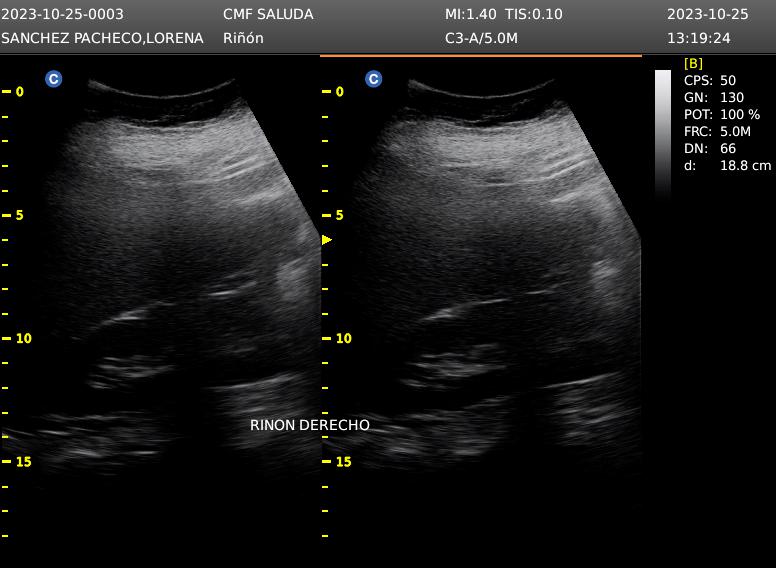 2023-10-25-0003 CMF SALUDA MI:1.40 TIS:0.10 2023-10-25
SANCHEZ PACHECO,LORENA Riñón C3-A/5.0M 13:19:24
C
C
[B]
CPS: 50
GN: 130
POT: 100 %
FRC: 5.0M
DN: 66
d: 18.8 cm
0
0
5
5
10
10
RINON DERECHO
15
15